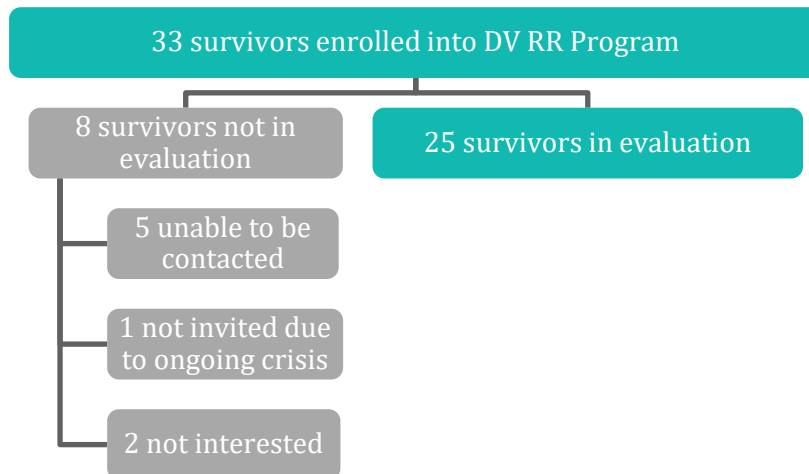 33 survivors enrolled into DV RR Program
8 survivors not in
evaluation
25 survivors in evaluation
5 unable to be
contacted
1 not invited due
to ongoing crisis
2 not interested